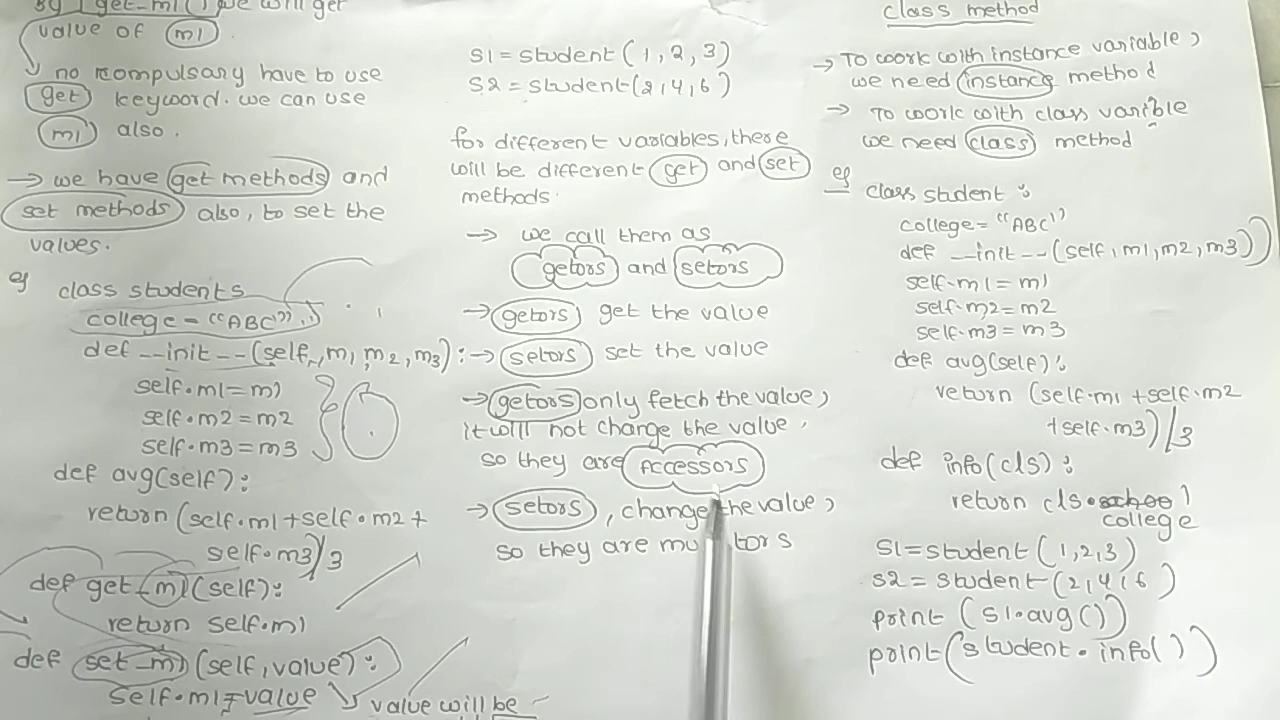 By get_m1() we will get
value of m1
no compulsary have to use
get keyword. we can use
m1 also.
→ we have get methods and
set methods also, to set the
values.
eg class students
college = "ABC"
def __init__(self, m1, m2, m3):
self.m1 = m1
self.m2 = m2
self.m3 = m3
def avg(self):
return (self.m1 + self.m2 +
self.m3)/3
def get_m1(self):
return self.m1
def set_m1(self, value):
self.m1 = value
value will be
S1 = student (1, 2, 3)
S2 = student(2, 4, 6)
for different variables, there
will be different get and set
methods.
→ we call them as
getors and setors
→ getors get the value
→ setors set the value
→ getors only fetch the value,
it will not change the value,
so they are Accessors
→ setors, change the value,
so they are
class method
→ To work with instance variable,
we need instance method
→ To work with class varible
we need class method
eg class student:
college = "ABC"
def __init__(self, m1, m2, m3))
self.m1 = m1
self.m2 = m2
self.m3 = m3
def avg(self):
return (self.m1 + self.m2
+ self.m3)/3
def info(cls):
return cls.
college
S1 = student (1, 2, 3)
S2 = student (2, 4, 6)
print (S1.avg())
print (student.info())